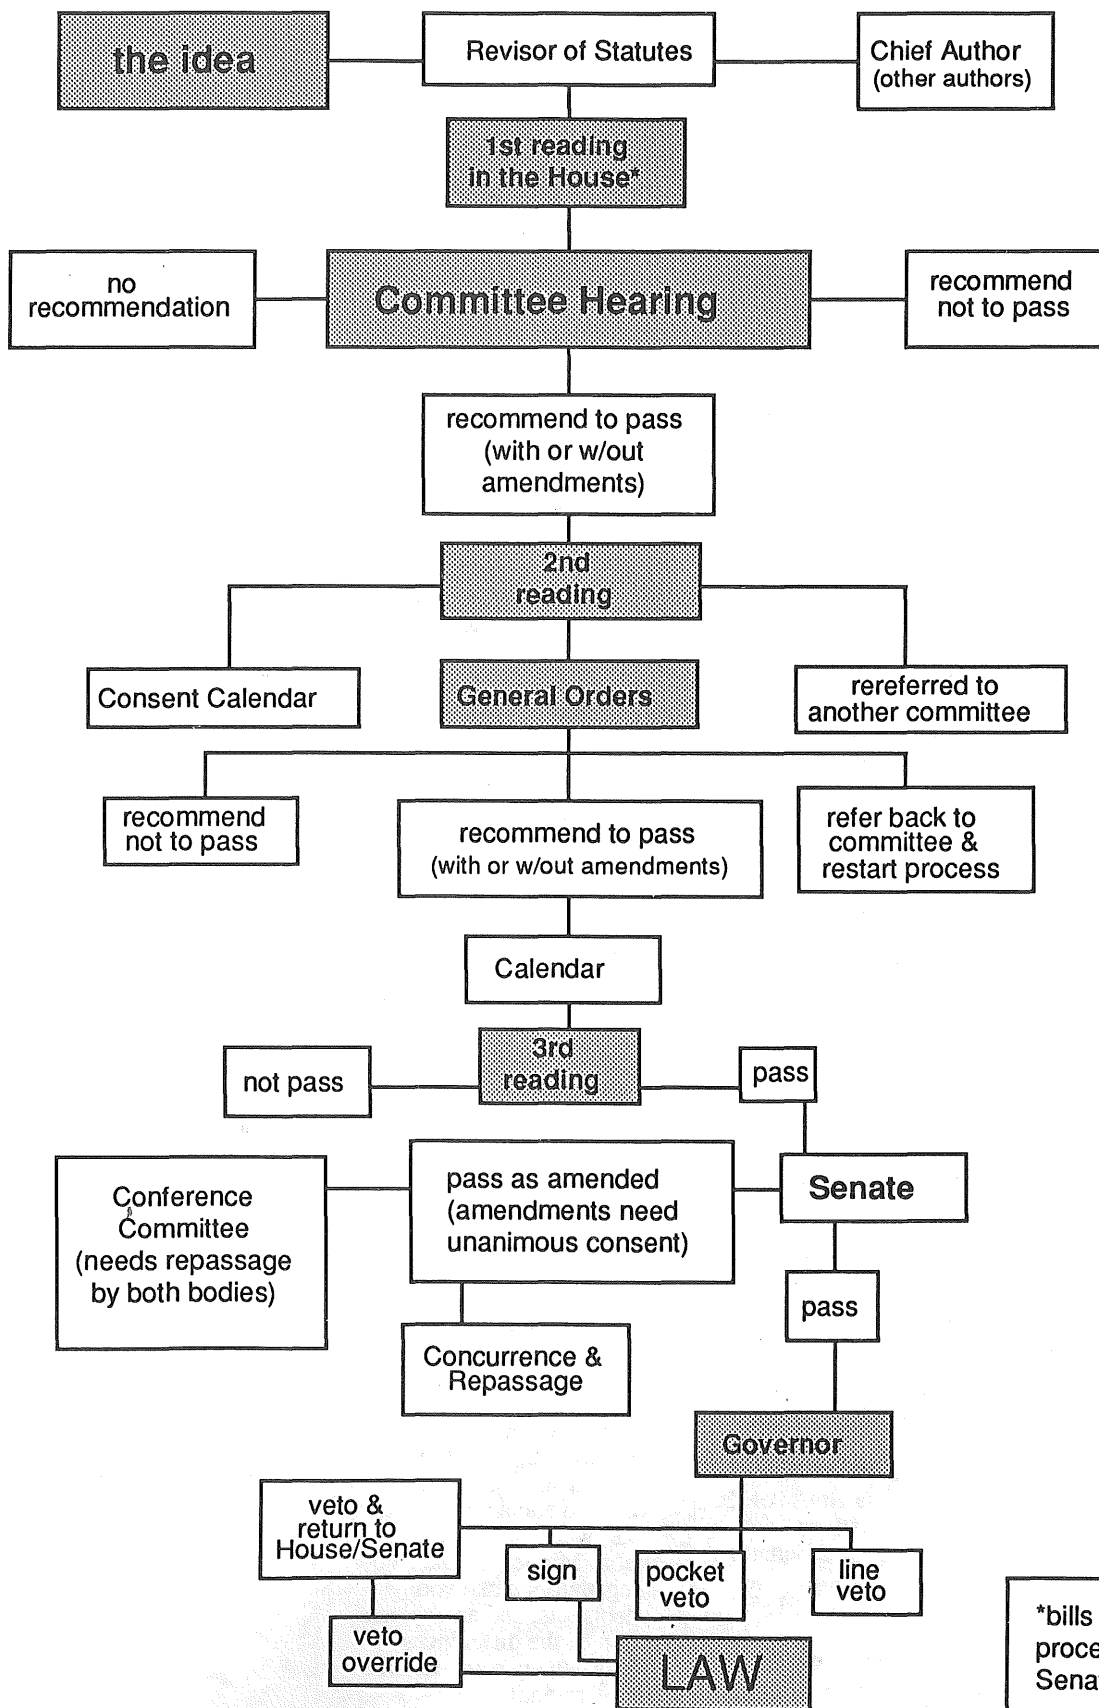 the idea
Revisor of Statutes
Chief Author
(other authors)
1st reading
in the House*
no
recommendation
Committee Hearing
recommend
not to pass
recommend to pass
(with or w/out
amendments)
2nd
reading
Consent Calendar
General Orders
rereferred to
another committee
recommend
not to pass
recommend to pass
(with or w/out amendments)
refer back to
committee &
restart process
Calendar
not pass
3rd
reading
pass
Conference
Committee
(needs repassage
by both bodies)
pass as amended
(amendments need
unanimous consent)
Senate
pass
Concurrence &
Repassage
Governor
veto &
return to
House/Senate
sign
pocket
veto
line
veto
veto
override
LAW
*bills